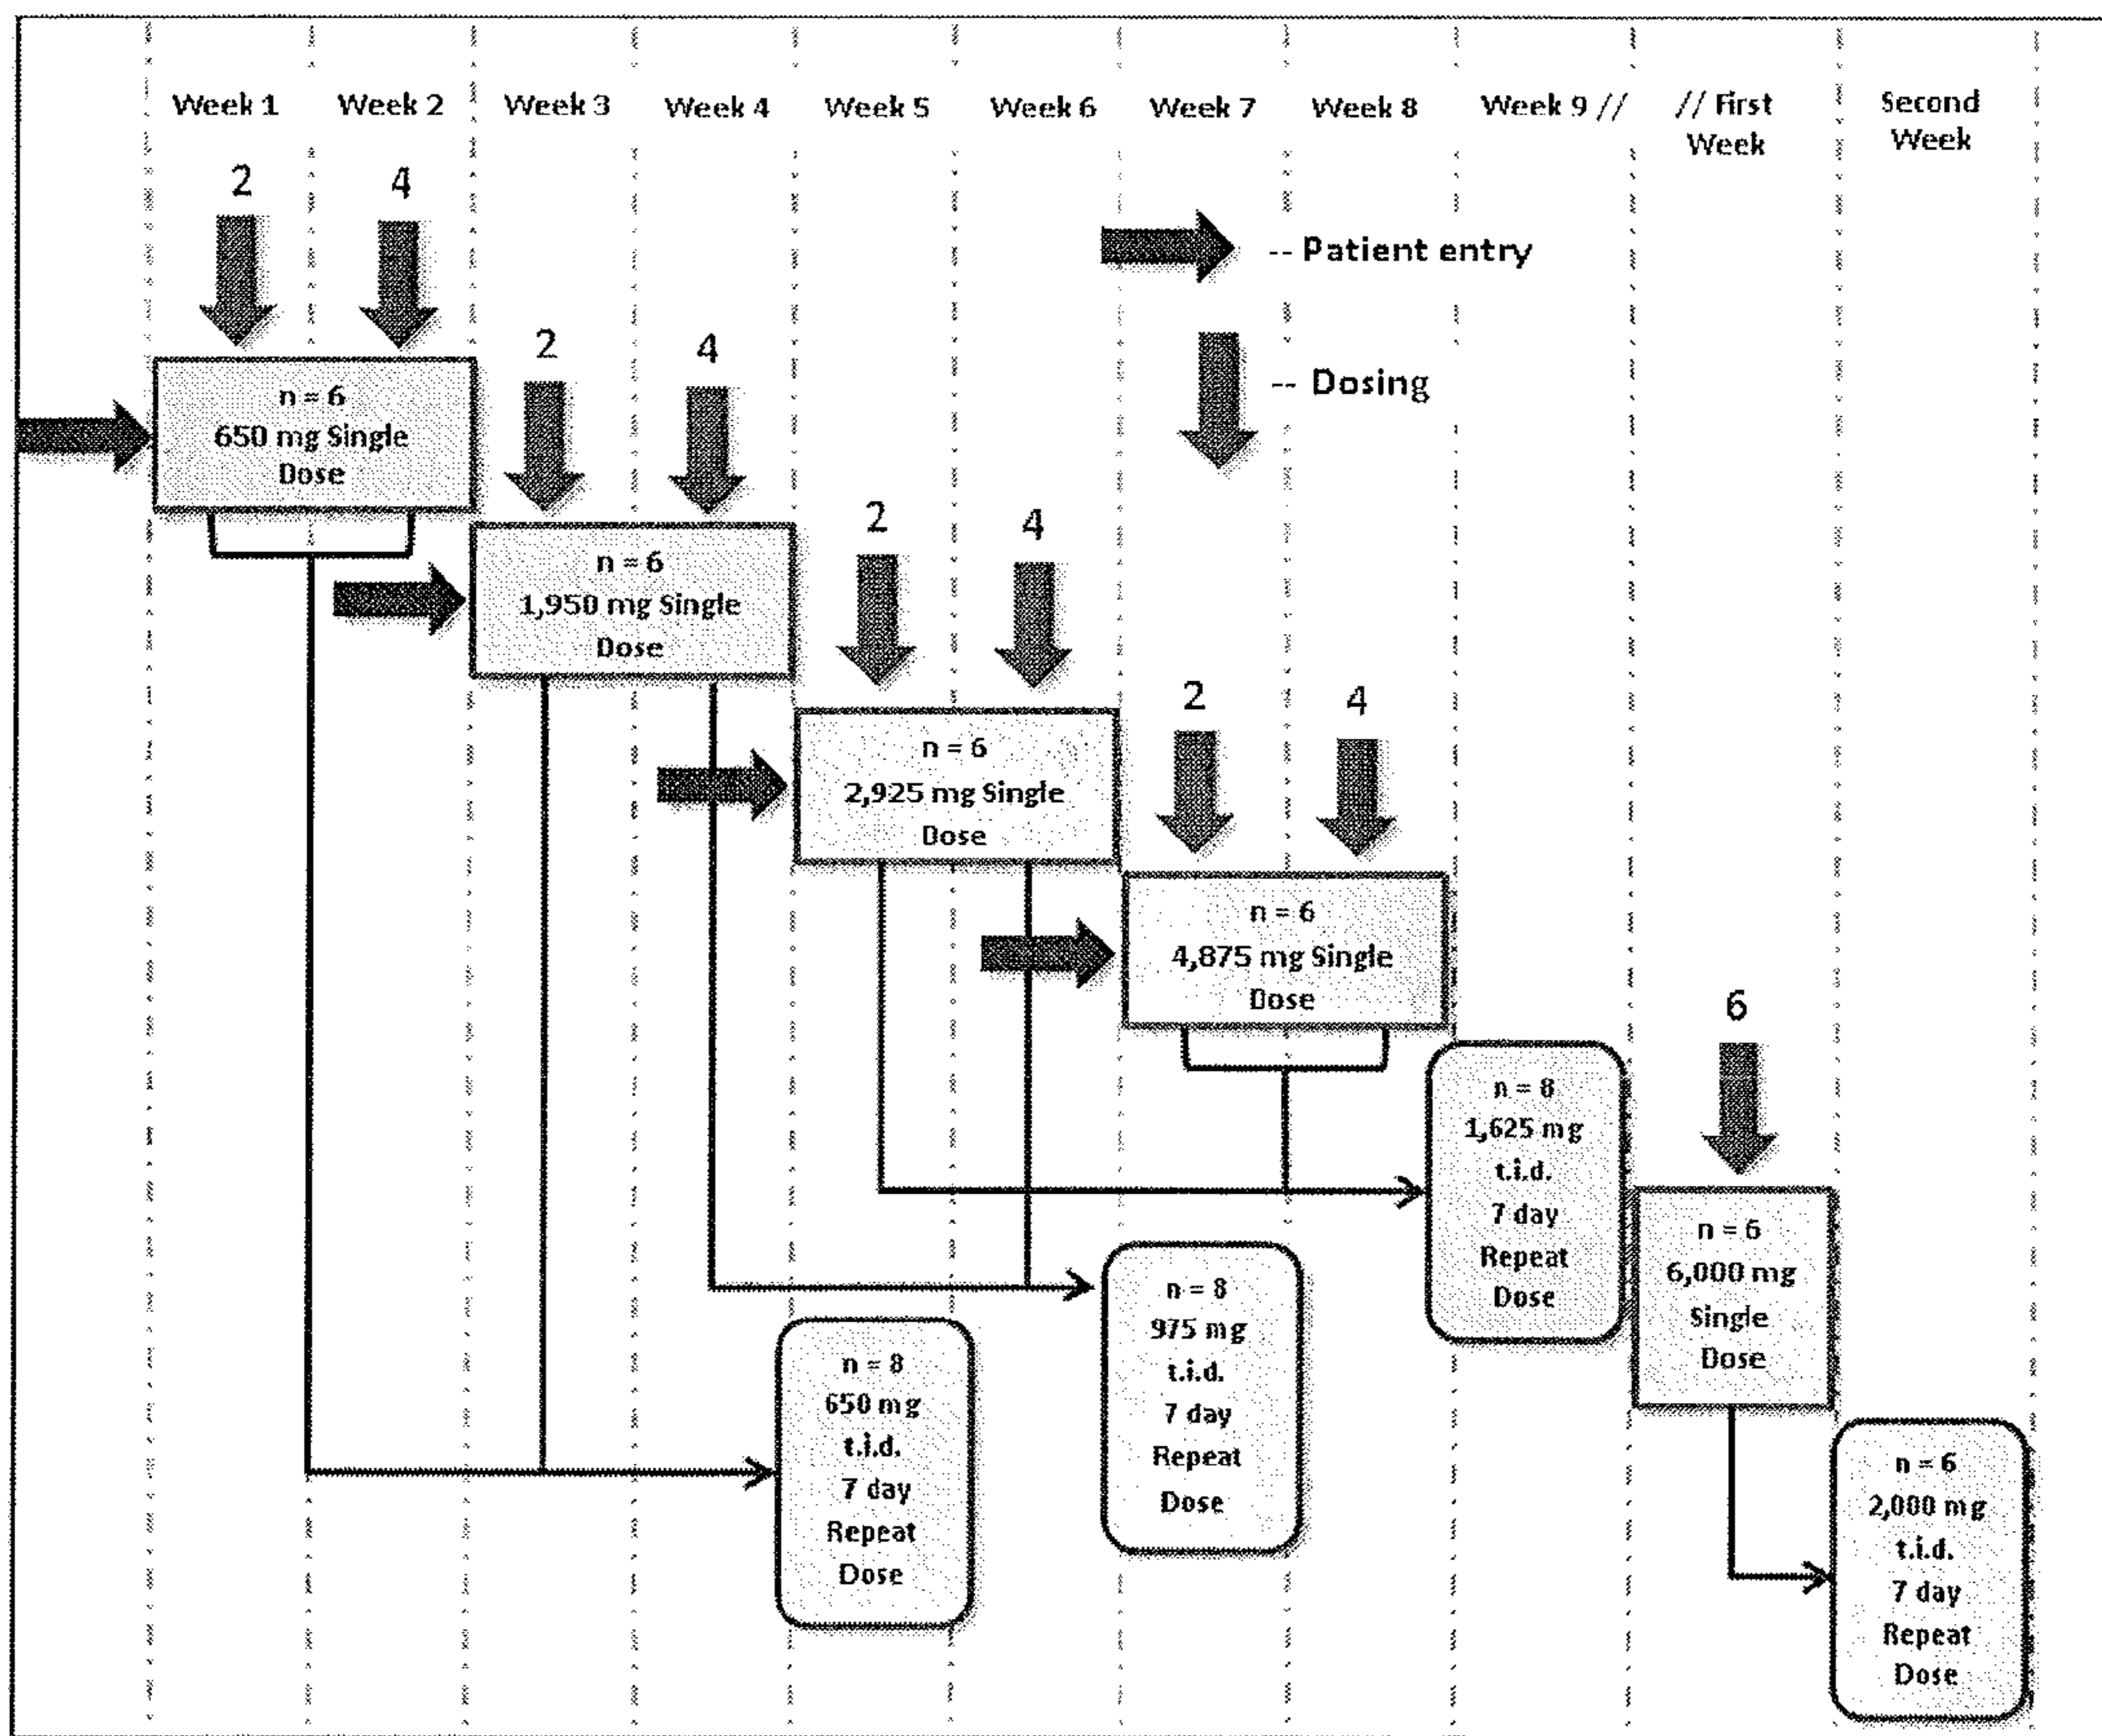 Week 1
Week 2
Week 3
Week 4
Week 5
Week 6
Week 7
Week 8
Week 9 //
// First
Week
Second
Week
2
4
-- Patient entry
-- Dosing
n = 6
650 mg Single
Dose
2
4
n = 6
1,950 mg Single
Dose
2
4
n = 6
2,925 mg Single
Dose
2
4
n = 6
4,875 mg Single
Dose
6
n = 8
1,625 mg
t.i.d.
7 day
Repeat
Dose
n = 6
6,000 mg
Single
Dose
n = 8
975 mg
t.i.d.
7 day
Repeat
Dose
n = 8
650 mg
t.i.d.
7 day
Repeat
Dose
n = 6
2,000 mg
t.i.d.
7 day
Repeat
Dose